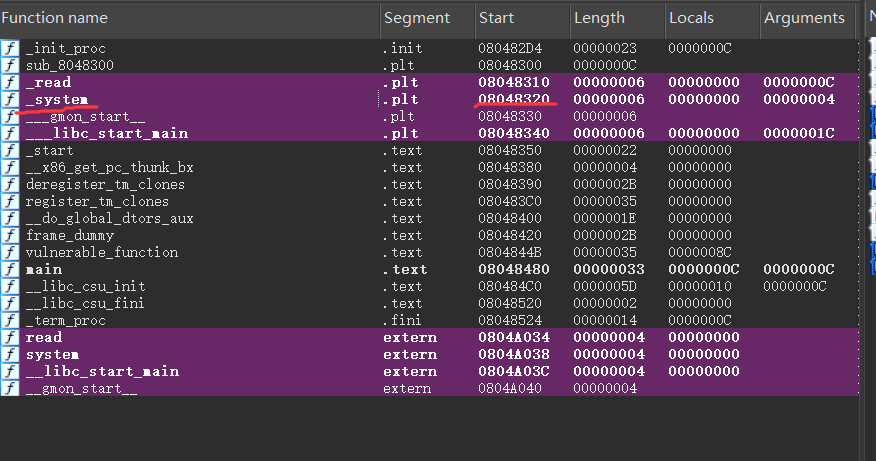 Function name Segment Start Length Locals Arguments
f _init_proc .init 080482D4 00000023 0000000C
f sub_8048300 .plt 08048300 0000000C
f _read .plt 08048310 00000006 00000000 0000000C
f _system .plt 08048320 00000006 00000000 00000004
f ___gmon_start__ .plt 08048330 00000006
f ___libc_start_main .plt 08048340 00000006 00000000 0000001C
f _start .text 08048350 00000022 00000000
f __x86_get_pc_thunk_bx .text 08048380 00000004 00000000
f deregister_tm_clones .text 08048390 0000002B 00000000
f register_tm_clones .text 080483C0 00000035 00000000
f __do_global_dtors_aux .text 08048400 0000001E 00000000
f frame_dummy .text 08048420 0000002B 00000000
f vulnerable_function .text 0804844B 00000035 0000008C
f main .text 08048480 00000033 0000000C 0000000C
f __libc_csu_init .text 080484C0 0000005D 00000010 0000000C
f __libc_csu_fini .text 08048520 00000002 00000000
f _term_proc .fini 08048524 00000014 0000000C
f read extern 0804A034 00000004 00000000
f system extern 0804A038 00000004 00000000
f __libc_start_main extern 0804A03C 00000004 00000000
f __gmon_start__ extern 0804A040 00000004